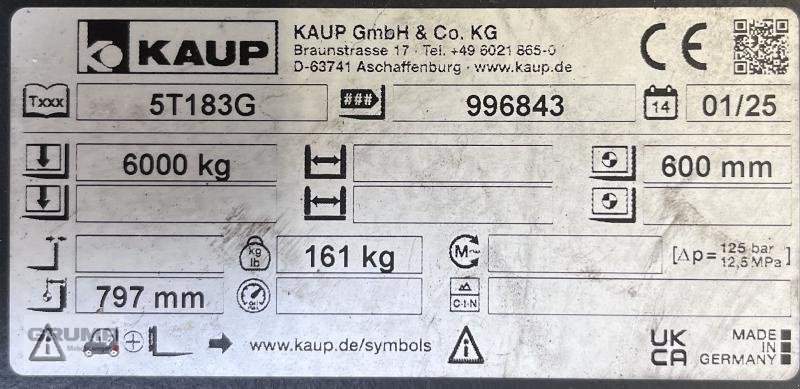 KAUP
KAUP GmbH & Co. KG
Braunstrasse 17 · Tel. +49 6021 865-0
D-63741 Aschaffenburg · www.kaup.de
CE
Txxx 5T183G ### 996843 14 01/25
6000 kg 600 mm
kg lb 161 kg M~ [Δp= 125 bar 12,5 MPa]
797 mm C·I·N
www.kaup.de/symbols
UK CA
MADE IN GERMANY